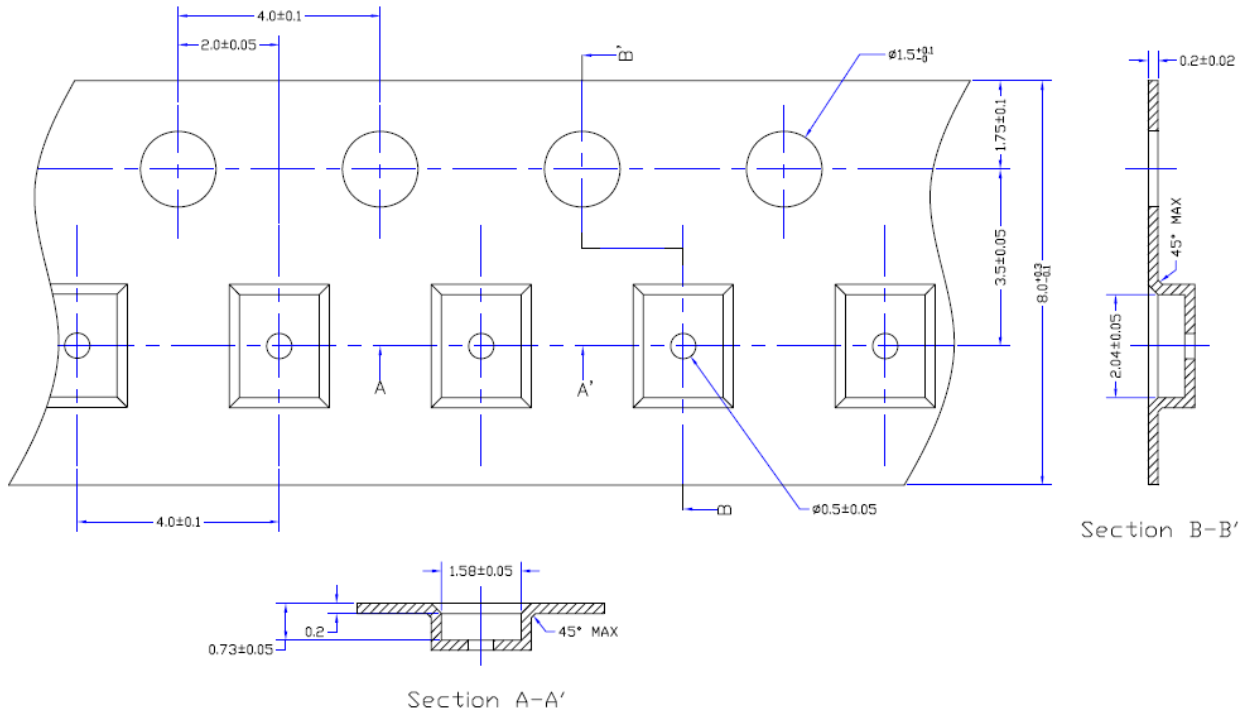 4.0±0.1
2.0±0.05
B'
ø1.5+0.1-0
0.2±0.02
1.75±0.1
3.5±0.05
8.0+0.3-0.1
45° MAX
2.04±0.05
A
A'
4.0±0.1
B
ø0.5±0.05
Section B-B'
1.58±0.05
0.2
0.73±0.05
45° MAX
Section A-A'